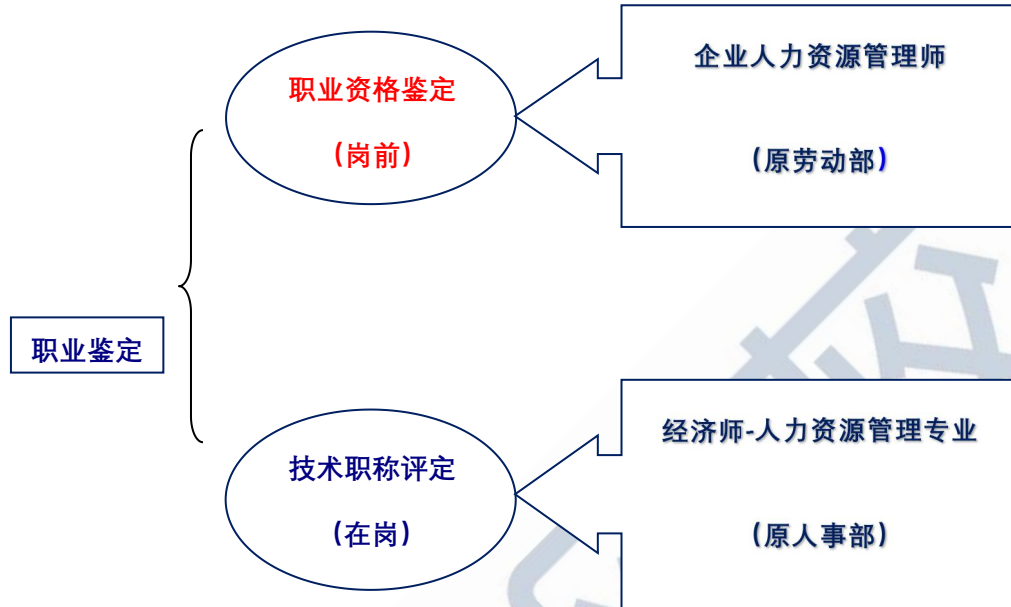 职业鉴定
职业资格鉴定
(岗前)
企业人力资源管理师
(原劳动部)
技术职称评定
(在岗)
经济师-人力资源管理专业
(原人事部)